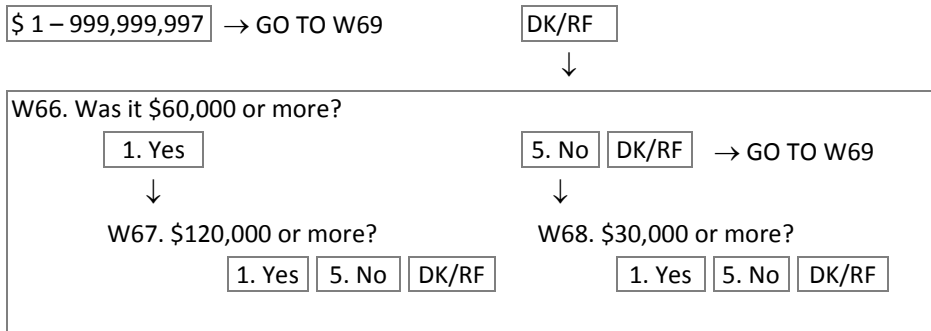 $ 1 – 999,999,997 → GO TO W69 DK/RF
↓
W66. Was it $60,000 or more?
1. Yes 5. No DK/RF → GO TO W69
↓ ↓
W67. $120,000 or more? W68. $30,000 or more?
1. Yes 5. No DK/RF 1. Yes 5. No DK/RF